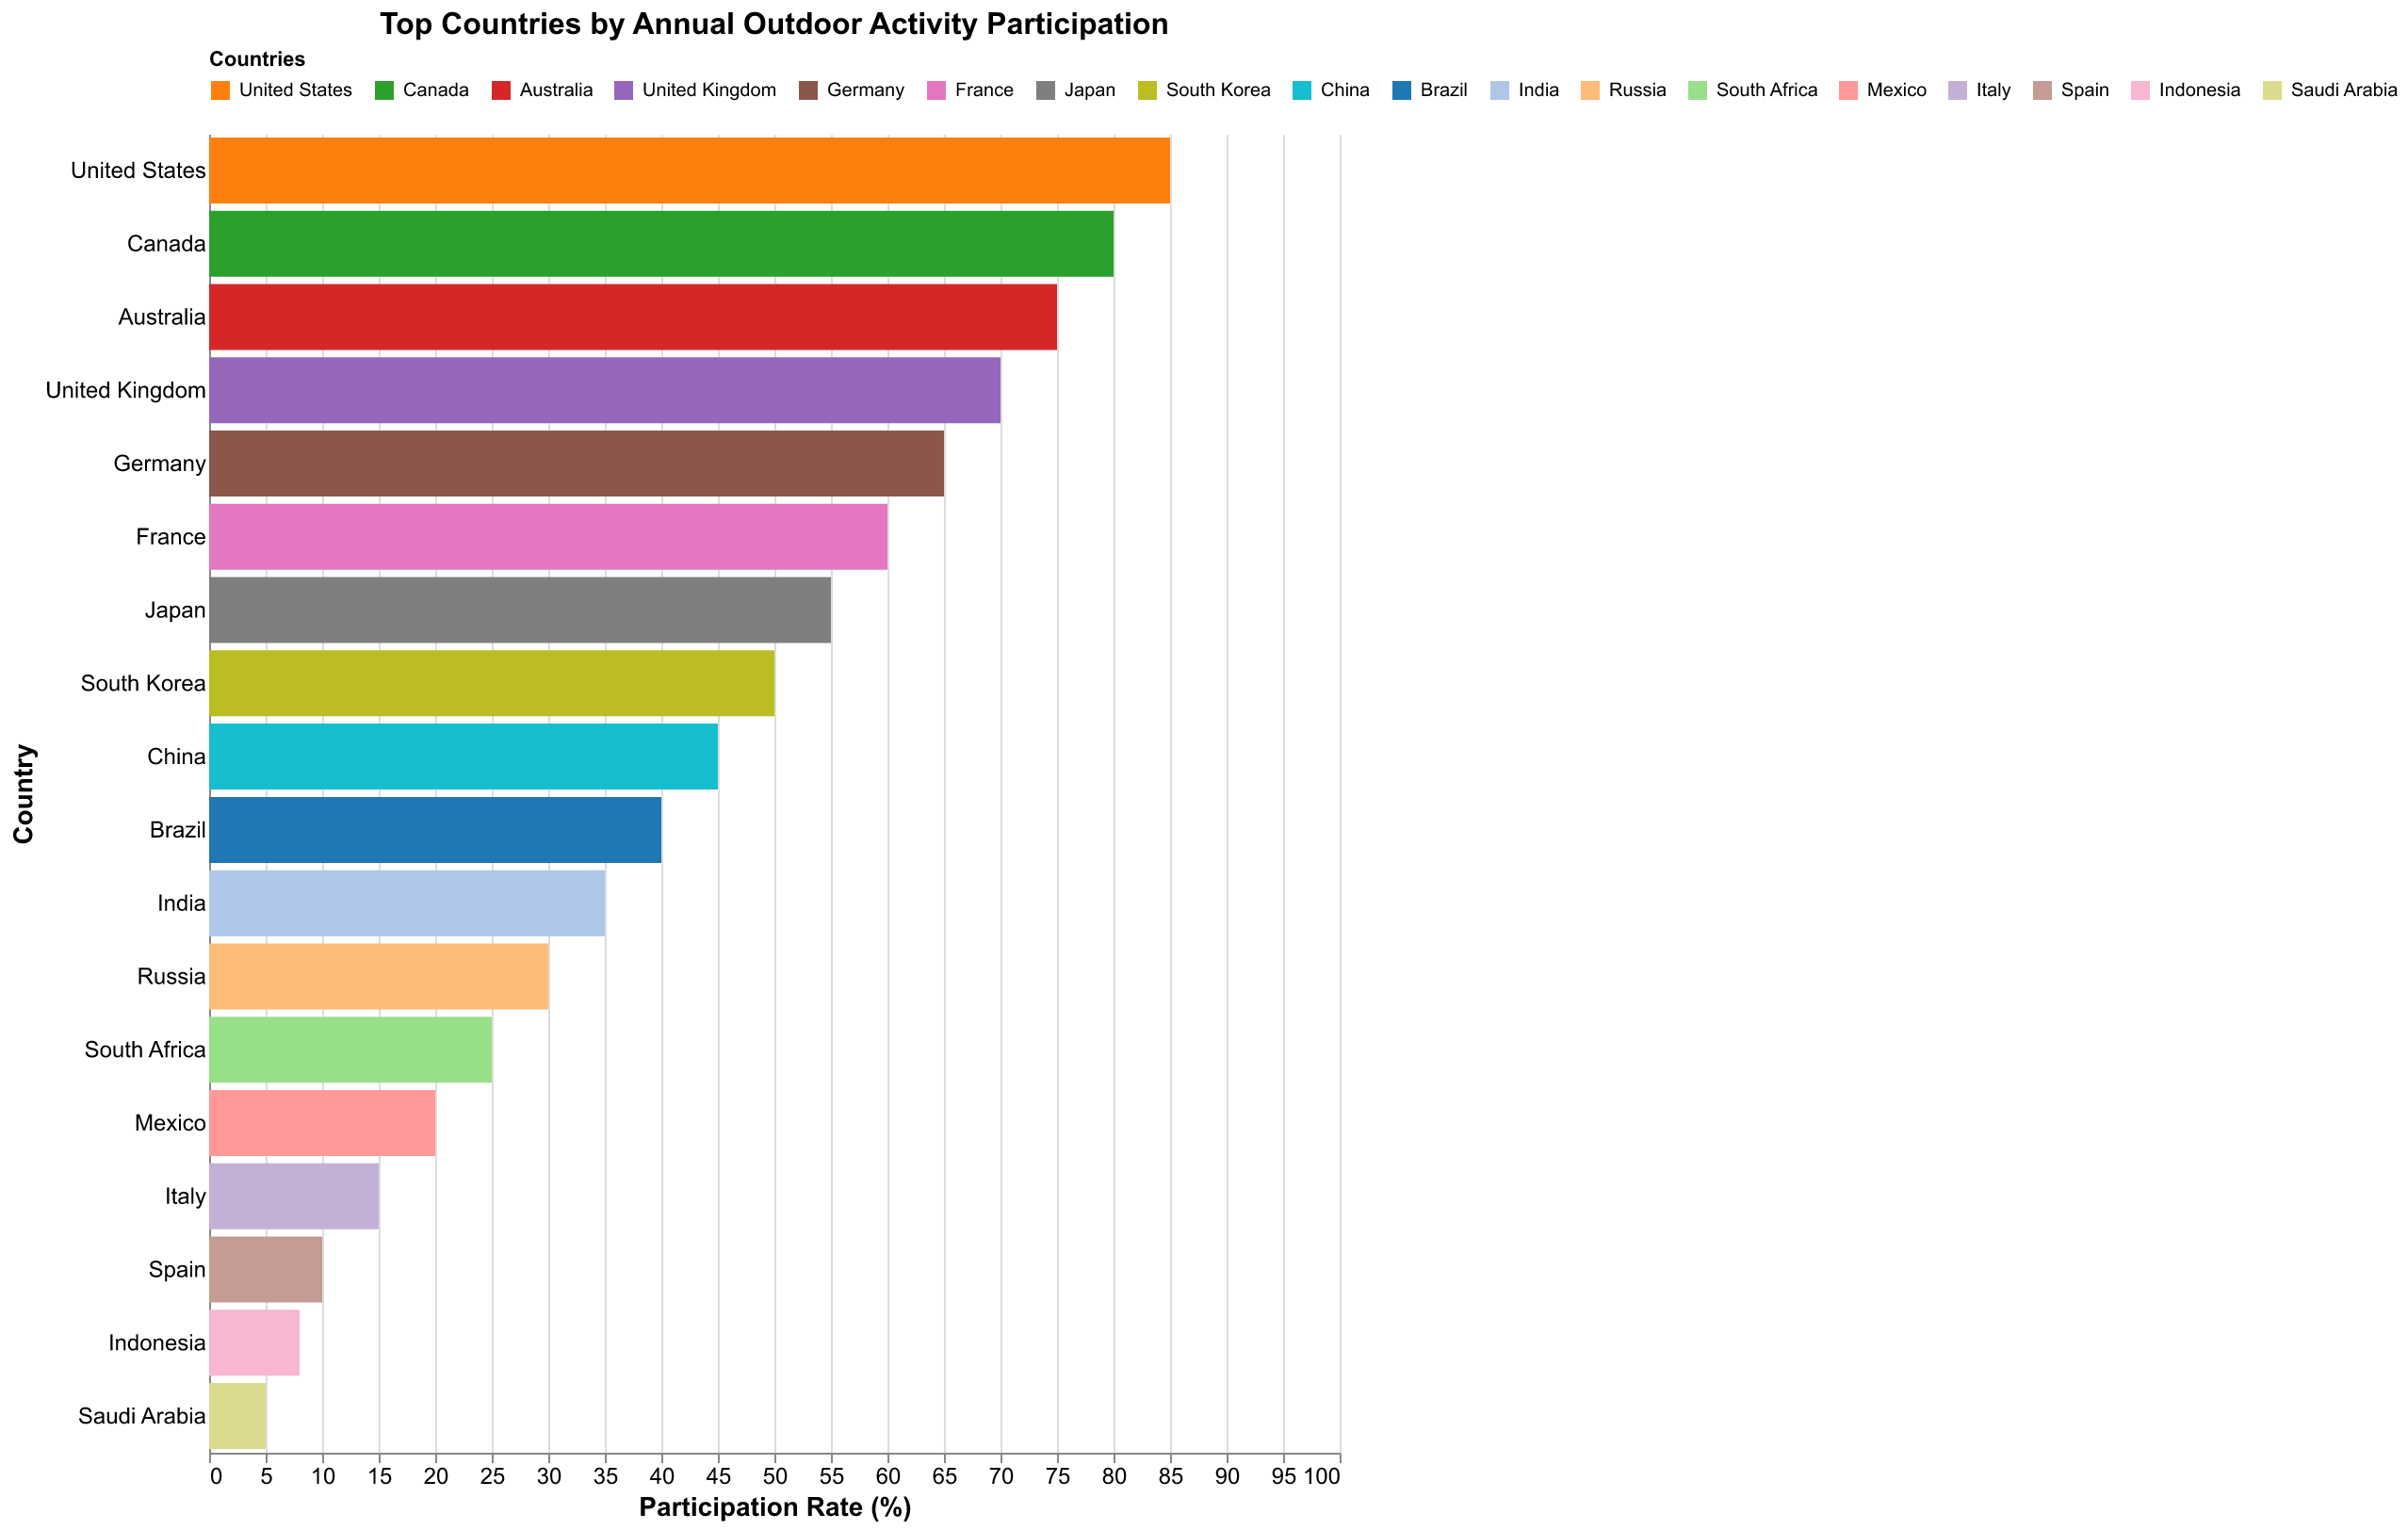 Top Countries by Annual Outdoor Activity Participation
Countries
United States Canada Australia United Kingdom Germany France Japan South Korea China Brazil India Russia South Africa Mexico Italy Spain Indonesia Saudi Arabia
United States
Canada
Australia
United Kingdom
Germany
France
Japan
South Korea
China
Brazil
India
Russia
South Africa
Mexico
Italy
Spain
Indonesia
Saudi Arabia
Country
0 5 10 15 20 25 30 35 40 45 50 55 60 65 70 75 80 85 90 95 100
Participation Rate (%)